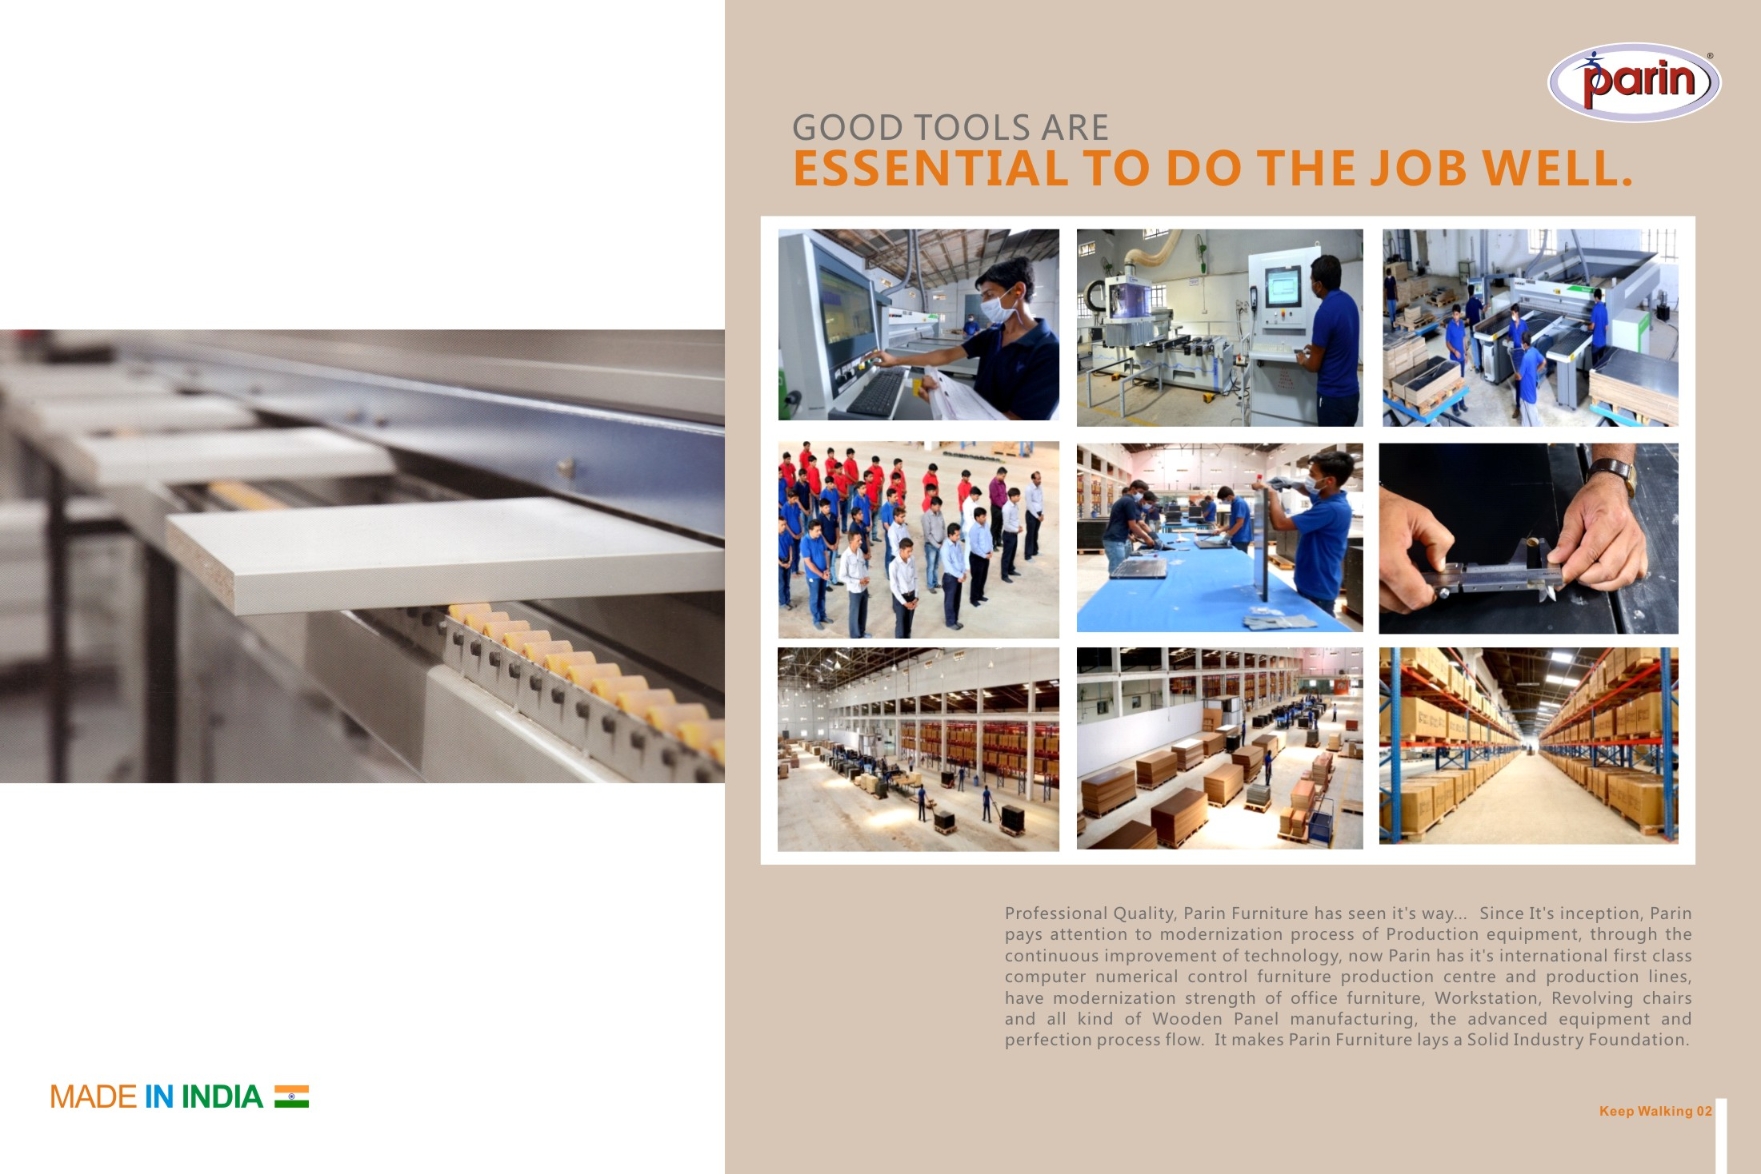 parin®
GOOD TOOLS ARE
ESSENTIAL TO DO THE JOB WELL.
Professional Quality, Parin Furniture has seen it's way... Since It's inception, Parin
pays attention to modernization process of Production equipment, through the
continuous improvement of technology, now Parin has it's international first class
computer numerical control furniture production centre and production lines,
have modernization strength of office furniture, Workstation, Revolving chairs
and all kind of Wooden Panel manufacturing, the advanced equipment and
perfection process flow. It makes Parin Furniture lays a Solid Industry Foundation.
MADE IN INDIA
Keep Walking 02